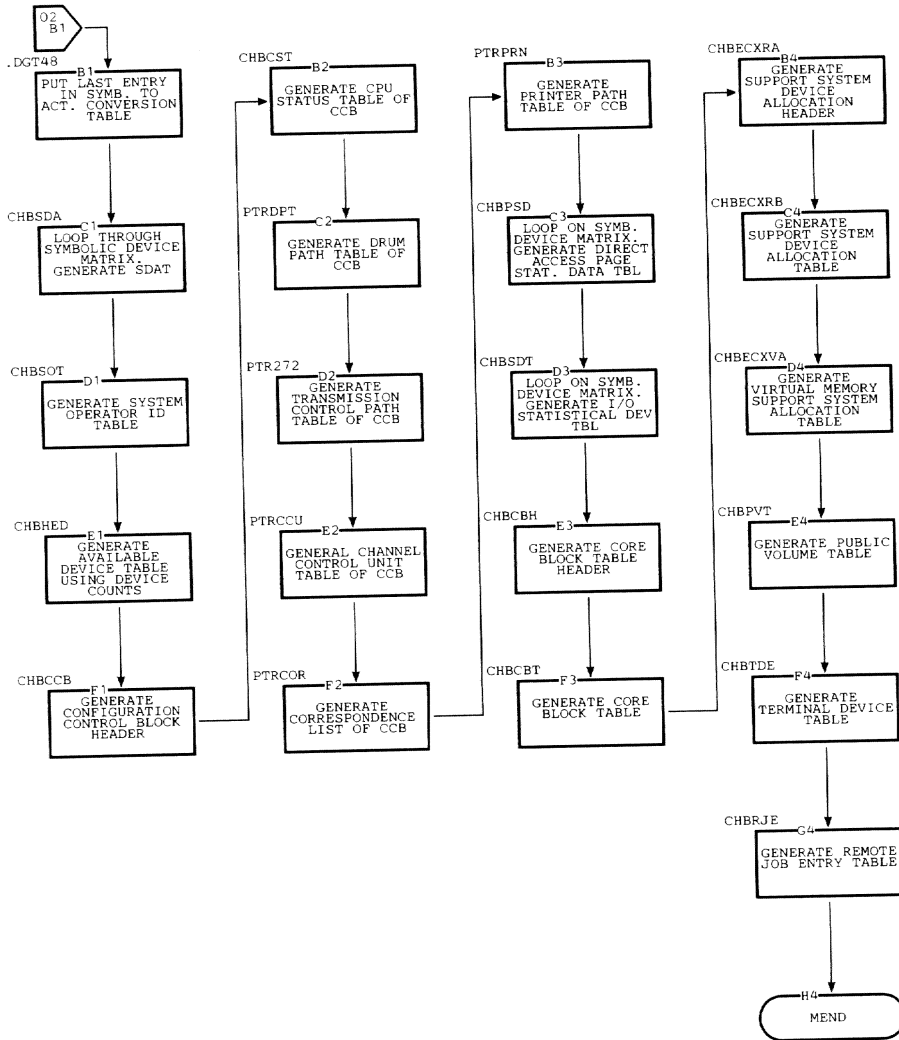 02
B1
.DGT48
B1
PUT LAST ENTRY
IN SYMB. TO
ACT. CONVERSION
TABLE
CHBSDA
C1
LOOP THROUGH
SYMBOLIC DEVICE
MATRIX.
GENERATE SDAT
CHBSOT
D1
GENERATE SYSTEM
OPERATOR ID
TABLE
CHBHED
E1
GENERATE
AVAILABLE
DEVICE TABLE
USING DEVICE
COUNTS
CHBCCB
F1
GENERATE
CONFIGURATION
CONTROL BLOCK
HEADER
CHBCST
B2
GENERATE CPU
STATUS TABLE OF
CCB
PTRDPT
C2
GENERATE DRUM
PATH TABLE OF
CCB
PTR272
D2
GENERATE
TRANSMISSION
CONTROL PATH
TABLE OF CCB
PTRCCU
E2
GENERAL CHANNEL
CONTROL UNIT
TABLE OF CCB
PTRCOR
F2
GENERATE
CORRESPONDENCE
LIST OF CCB
PTRPRN
B3
GENERATE
PRINTER PATH
TABLE OF CCB
CHBPSD
C3
LOOP ON SYMB.
DEVICE MATRIX.
GENERATE DIRECT
ACCESS PAGE
STAT. DATA TBL
CHBSDT
D3
LOOP ON SYMB.
DEVICE MATRIX.
GENERATE I/O
STATISTICAL DEV
TBL
CHBCBH
E3
GENERATE CORE
BLOCK TABLE
HEADER
CHBCBT
F3
GENERATE CORE
BLOCK TABLE
CHBECXRA
B4
GENERATE
SUPPORT SYSTEM
DEVICE
ALLOCATION
HEADER
CHBECXRB
C4
GENERATE
SUPPORT SYSTEM
DEVICE
ALLOCATION
TABLE
CHBECXVA
D4
GENERATE
VIRTUAL MEMORY
SUPPORT SYSTEM
ALLOCATION
TABLE
CHBPVT
E4
GENERATE PUBLIC
VOLUME TABLE
CHBTDE
F4
GENERATE
TERMINAL DEVICE
TABLE
CHBRJE
G4
GENERATE REMOTE
JOB ENTRY TABLE
H4
MEND